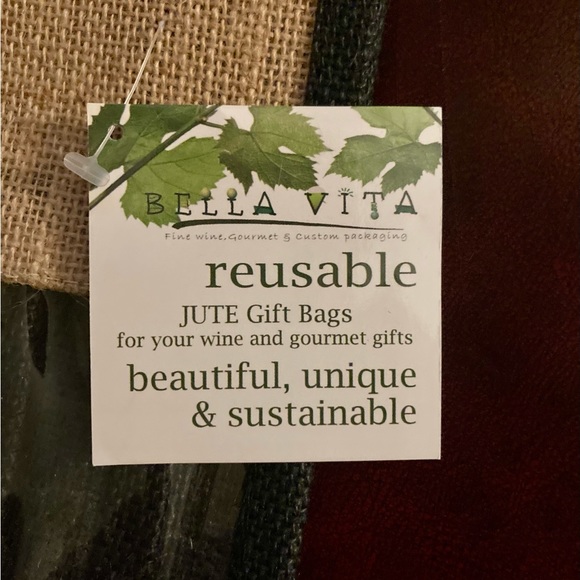 BELLA VITA
Fine wine, Gourmet & Custom packaging
reusable
JUTE Gift Bags
for your wine and gourmet gifts
beautiful, unique
& sustainable